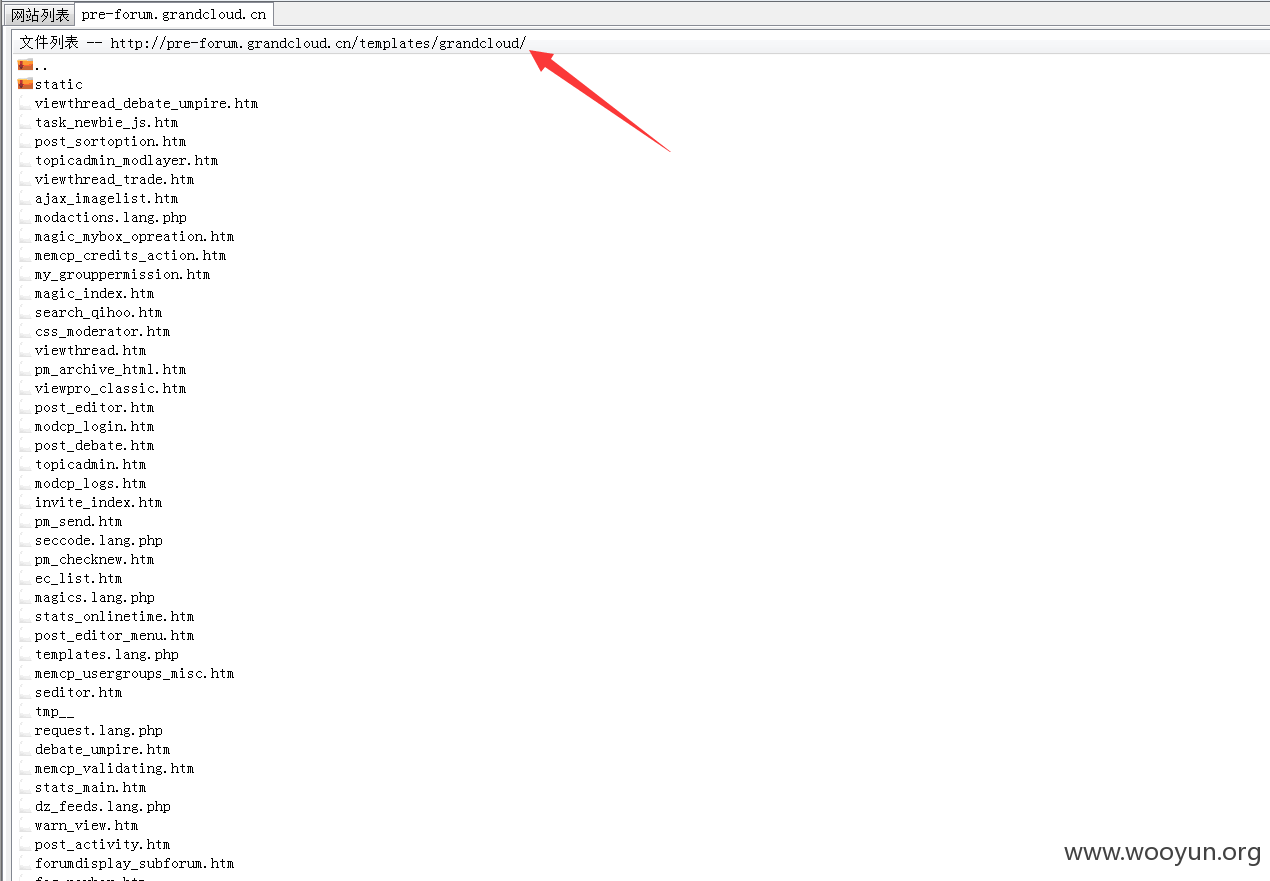 网站列表 pre-forum.grandcloud.cn
文件列表 -- http://pre-forum.grandcloud.cn/templates/grandcloud/
..
static
viewthread_debate_umpire.htm
task_newbie_js.htm
post_sortoption.htm
topicadmin_modlayer.htm
viewthread_trade.htm
ajax_imagelist.htm
modactions.lang.php
magic_mybox_opreation.htm
memcp_credits_action.htm
my_grouppermission.htm
magic_index.htm
search_qihoo.htm
css_moderator.htm
viewthread.htm
pm_archive_html.htm
viewpro_classic.htm
post_editor.htm
modcp_login.htm
post_debate.htm
topicadmin.htm
modcp_logs.htm
invite_index.htm
pm_send.htm
seccode.lang.php
pm_checknew.htm
ec_list.htm
magics.lang.php
stats_onlinetime.htm
post_editor_menu.htm
templates.lang.php
memcp_usergroups_misc.htm
seditor.htm
tmp__
request.lang.php
debate_umpire.htm
memcp_validating.htm
stats_main.htm
dz_feeds.lang.php
warn_view.htm
post_activity.htm
forumdisplay_subforum.htm
www.wooyun.org